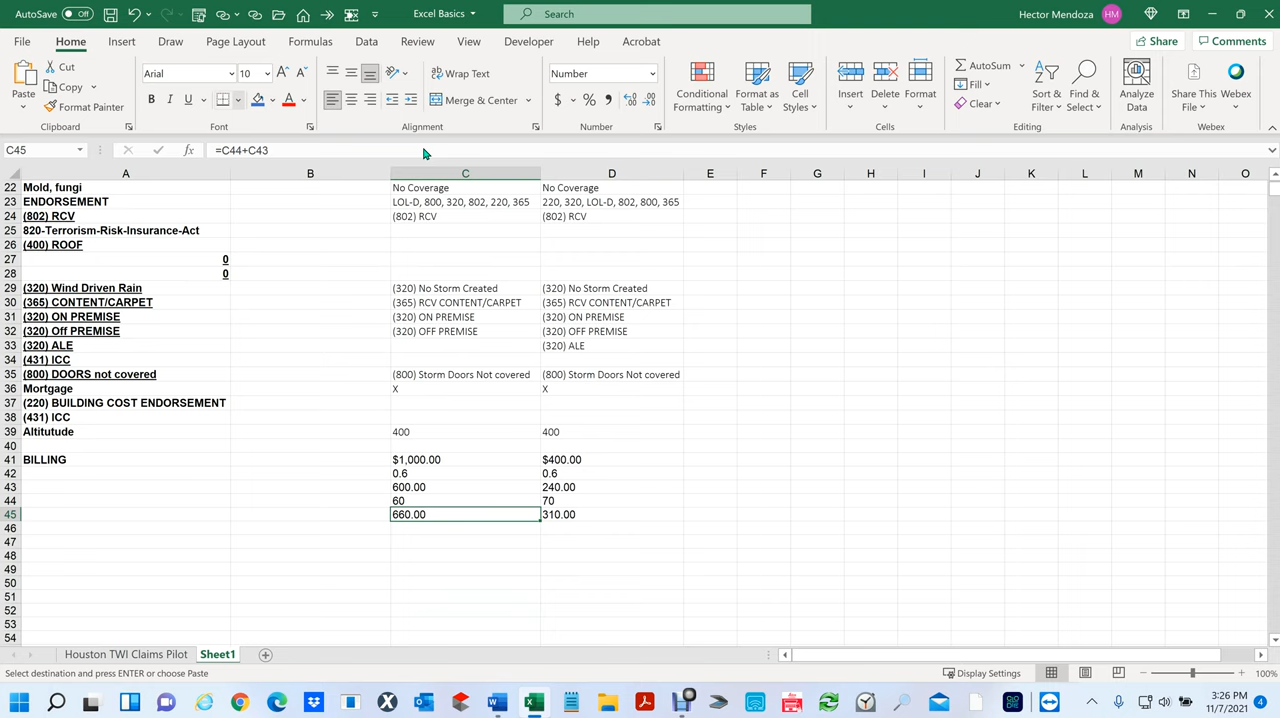 AutoSave Off Excel Basics Search Hector Mendoza HM
File Home Insert Draw Page Layout Formulas Data Review View Developer Help Acrobat Share Comments
Paste Cut Copy Format Painter Clipboard
Arial 10 A A B I U A Font
ab Wrap Text Merge & Center Alignment
Number $ % 9 Number
Conditional Formatting Format as Table Cell Styles Styles
Insert Delete Format Cells
AutoSum Fill Clear Sort & Filter Find & Select Editing
Analyze Data Analysis
Share This File Webex Webex
C45 fx =C44+C43
A B C D E F G H I J K L M N O
22 Mold, fungi No Coverage No Coverage
23 ENDORSEMENT LOL-D, 800, 320, 802, 220, 365 220, 320, LOL-D, 802, 800, 365
24 (802) RCV (802) RCV (802) RCV
25 820-Terrorism-Risk-Insurance-Act
26 (400) ROOF
27 0
28 0
29 (320) Wind Driven Rain (320) No Storm Created (320) No Storm Created
30 (365) CONTENT/CARPET (365) RCV CONTENT/CARPET (365) RCV CONTENT/CARPET
31 (320) ON PREMISE (320) ON PREMISE (320) ON PREMISE
32 (320) Off PREMISE (320) OFF PREMISE (320) OFF PREMISE
33 (320) ALE (320) ALE
34 (431) ICC
35 (800) DOORS not covered (800) Storm Doors Not covered (800) Storm Doors Not covered
36 Mortgage X X
37 (220) BUILDING COST ENDORSEMENT
38 (431) ICC
39 Altitutude 400 400
40
41 BILLING $1,000.00 $400.00
42 0.6 0.6
43 600.00 240.00
44 60 70
45 660.00 310.00
46
47
48
49
50
51
52
53
54
Houston TWI Claims Pilot Sheet1
Select destination and press ENTER or choose Paste Display Settings 100%
3:26 PM
11/7/2021